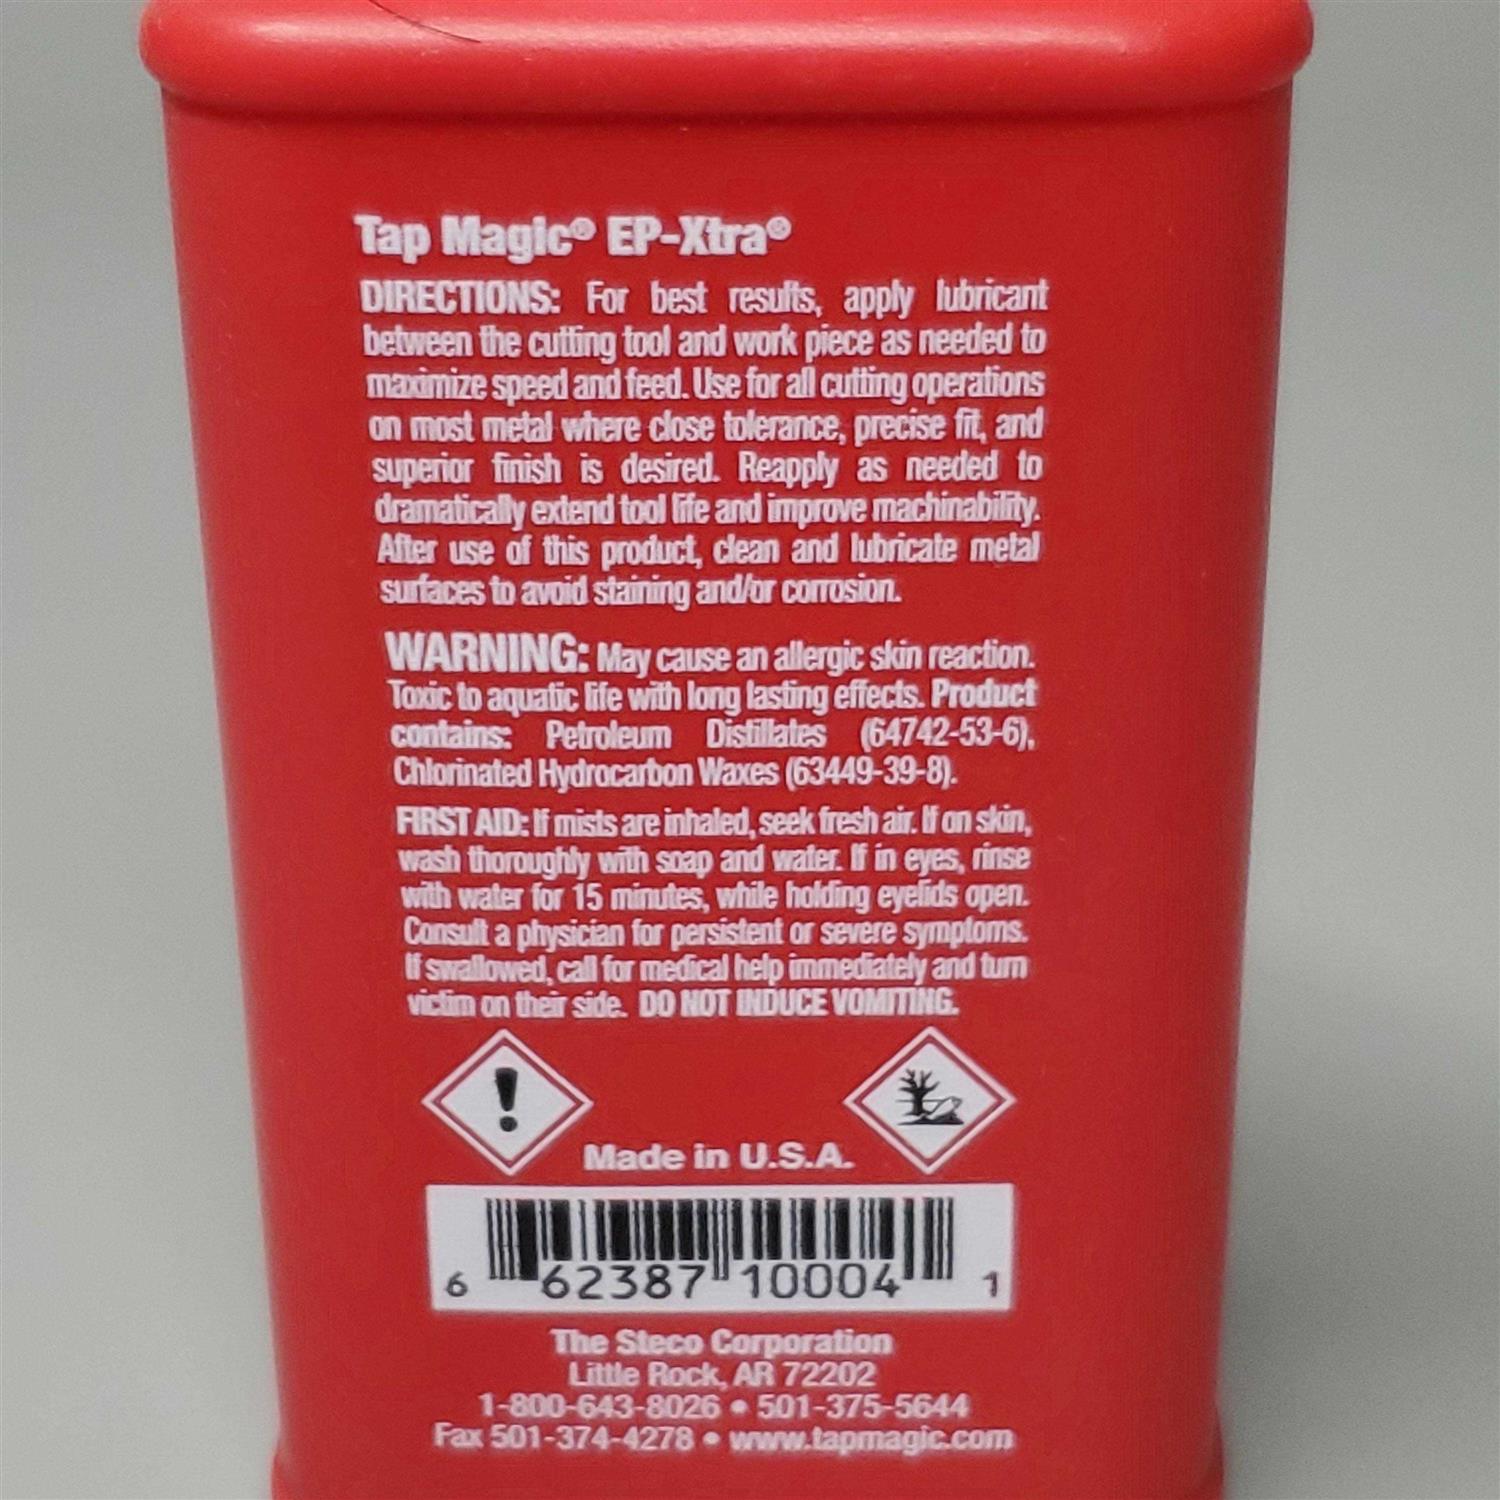 Tap Magic® EP-Xtra®
DIRECTIONS: For best results, apply lubricant
between the cutting tool and work piece as needed to
maximize speed and feed. Use for all cutting operations
on most metal where close tolerance, precise fit, and
superior finish is desired. Reapply as needed to
dramatically extend tool life and improve machinability.
After use of this product, clean and lubricate metal
surfaces to avoid staining and/or corrosion.
WARNING: May cause an allergic skin reaction.
Toxic to aquatic life with long lasting effects. Product
contains: Petroleum Distillates (64742-53-6),
Chlorinated Hydrocarbon Waxes (63449-39-8).
FIRST AID: If mists are inhaled, seek fresh air. If on skin,
wash thoroughly with soap and water. If in eyes, rinse
with water for 15 minutes, while holding eyelids open.
Consult a physician for persistent or severe symptoms.
If swallowed, call for medical help immediately and turn
victim on their side. DO NOT INDUCE VOMITING.
Made in U.S.A.
6 62387 10004 1
The Steco Corporation
Little Rock, AR 72202
1-800-643-8026 • 501-375-5644
Fax 501-374-4278 • www.tapmagic.com